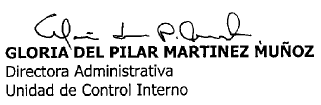 GLORIA DEL PILAR MARTINEZ MUÑOZ
Directora Administrativa
Unidad de Control Interno